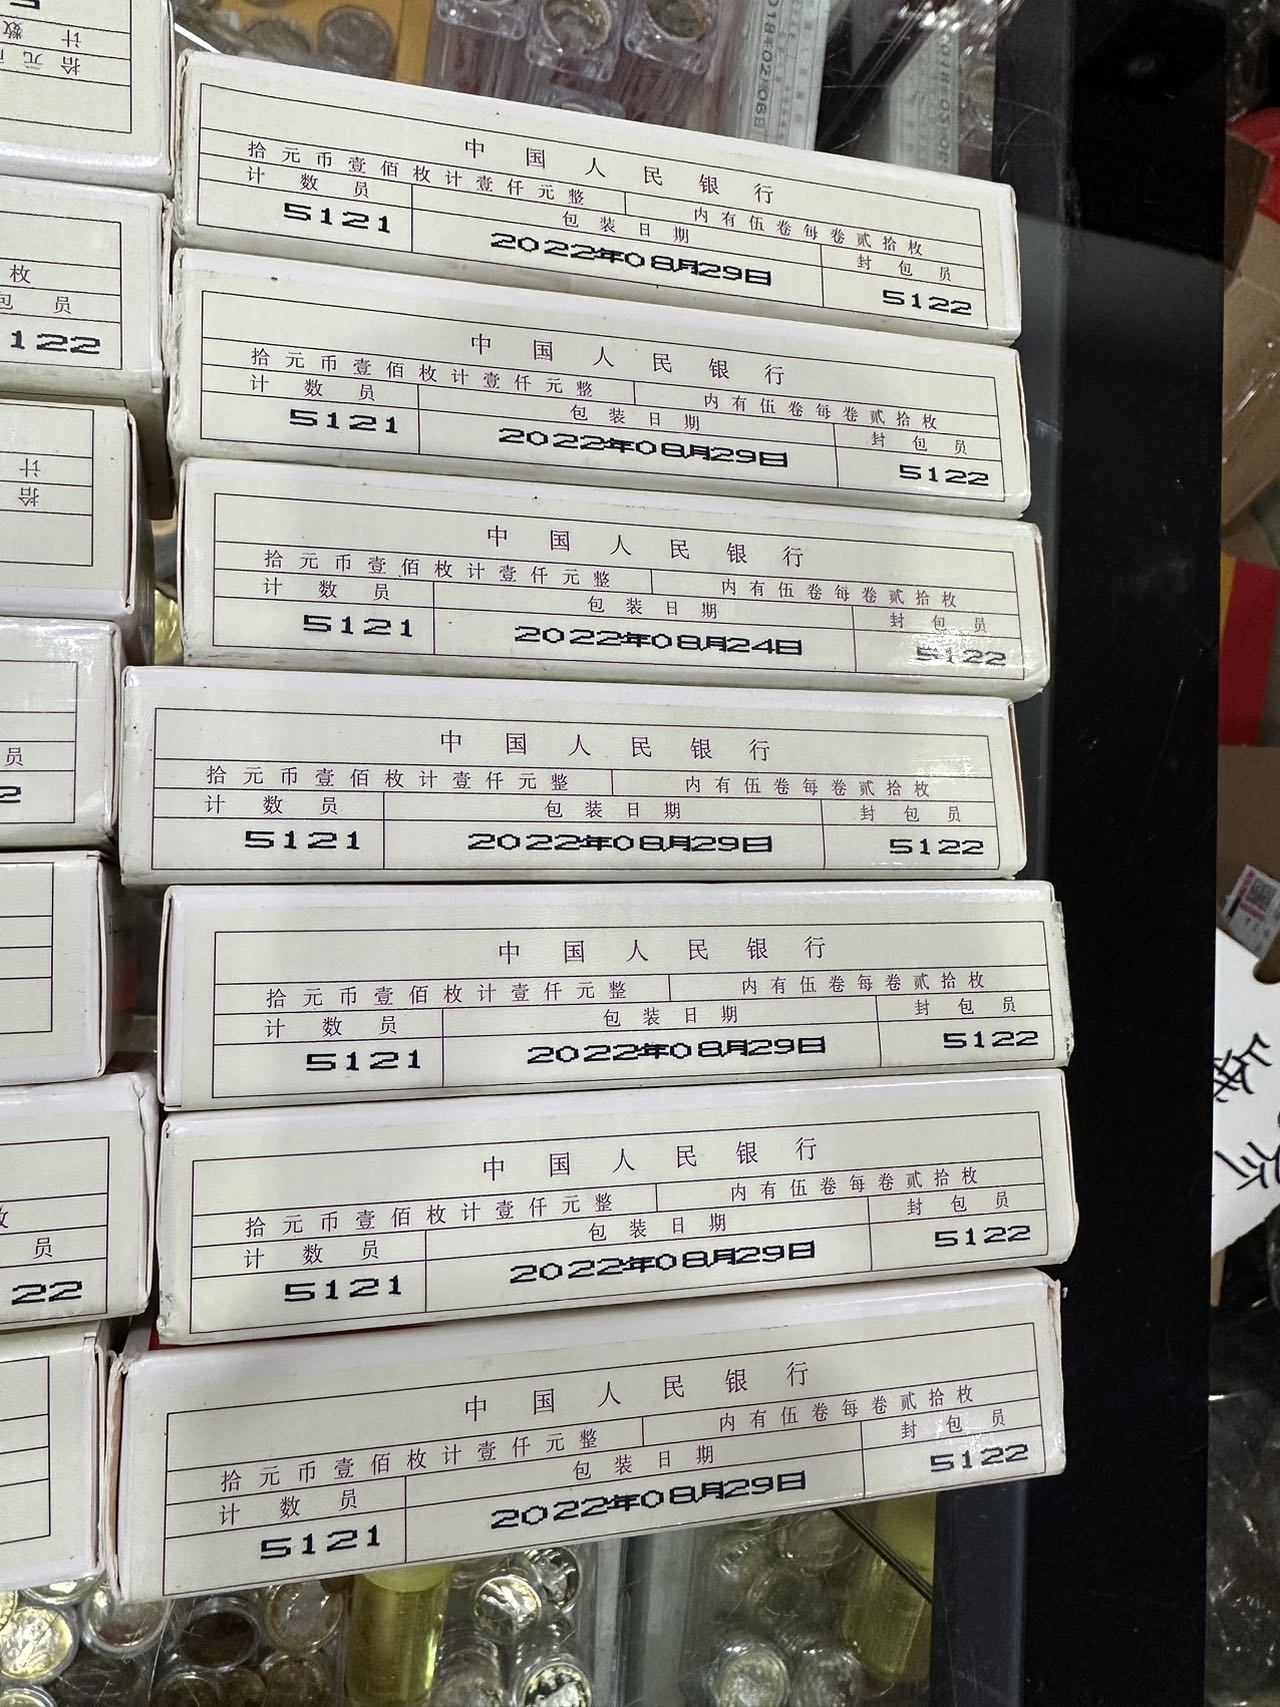 中国人民银行
拾元币壹佰枚计壹仟元整 内有伍卷每卷贰拾枚
计数员 包装日期 封包员
5121 2022年08月29日 5122
中国人民银行
拾元币壹佰枚计壹仟元整 内有伍卷每卷贰拾枚
计数员 包装日期 封包员
5121 2022年08月29日 5122
中国人民银行
拾元币壹佰枚计壹仟元整 内有伍卷每卷贰拾枚
计数员 包装日期 封包员
5121 2022年08月24日 5122
中国人民银行
拾元币壹佰枚计壹仟元整 内有伍卷每卷贰拾枚
计数员 包装日期 封包员
5121 2022年08月29日 5122
中国人民银行
拾元币壹佰枚计壹仟元整 内有伍卷每卷贰拾枚
计数员 包装日期 封包员
5121 2022年08月29日 5122
中国人民银行
拾元币壹佰枚计壹仟元整 内有伍卷每卷贰拾枚
计数员 包装日期 封包员
5121 2022年08月29日 5122
中国人民银行
拾元币壹佰枚计壹仟元整 内有伍卷每卷贰拾枚
计数员 包装日期 封包员
5121 2022年08月29日 5122
计数
拾元
枚
包员
122
计
拾
员
2
员
22